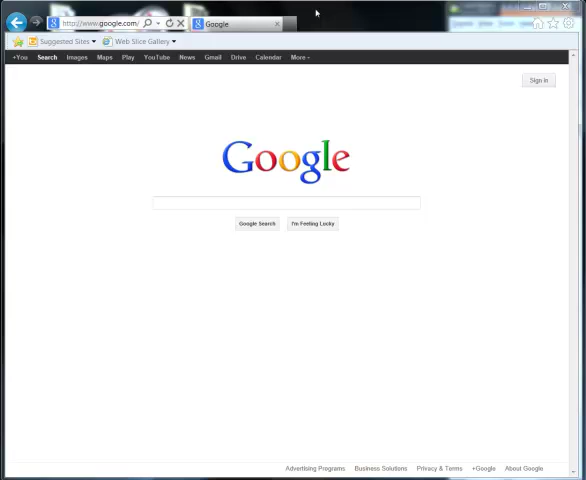 http://www.google.com/ Google
Suggested Sites Web Slice Gallery
+You Search Images Maps Play YouTube News Gmail Drive Calendar More
Sign in
Google
Google Search I'm Feeling Lucky
Advertising Programs Business Solutions Privacy & Terms +Google About Google